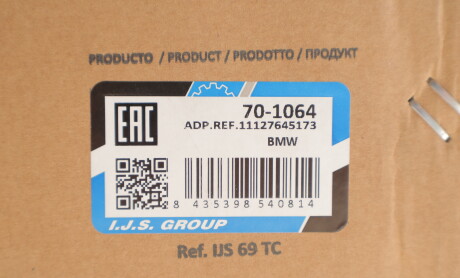 PRODUCTO / PRODUCT / PRODOTTO / ПРОДУКТ
EAC
70-1064
ADP.REF.11127645173
BMW
8 435398 540814
I.J.S. GROUP
Ref. IJS 69 TC